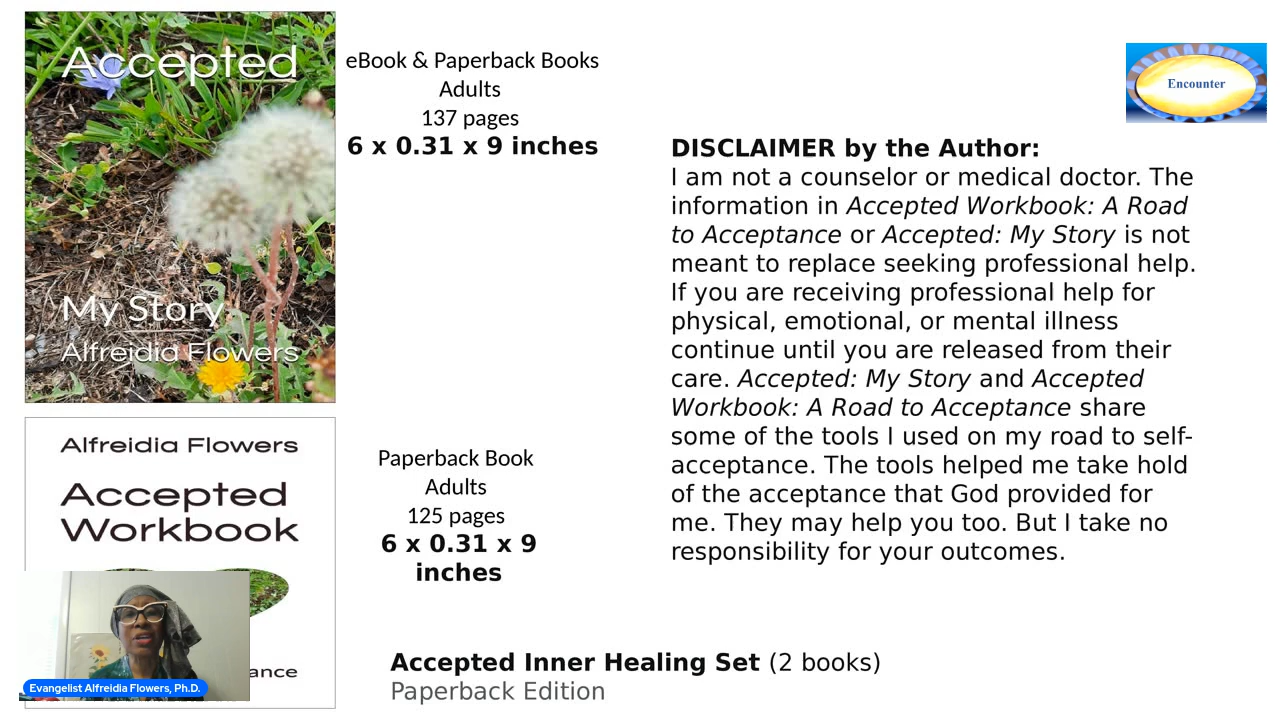 Accepted
My Story
Alfreidia Flowers
eBook & Paperback Books
Adults
137 pages
6 x 0.31 x 9 inches
Encounter
DISCLAIMER by the Author:
I am not a counselor or medical doctor. The
information in Accepted Workbook: A Road
to Acceptance or Accepted: My Story is not
meant to replace seeking professional help.
If you are receiving professional help for
physical, emotional, or mental illness
continue until you are released from their
care. Accepted: My Story and Accepted
Workbook: A Road to Acceptance share
some of the tools I used on my road to self-
acceptance. The tools helped me take hold
of the acceptance that God provided for
me. They may help you too. But I take no
responsibility for your outcomes.
Alfreidia Flowers
Accepted
Workbook
ance
Paperback Book
Adults
125 pages
6 x 0.31 x 9
inches
Evangelist Alfreidia Flowers, Ph.D.
Accepted Inner Healing Set (2 books)
Paperback Edition